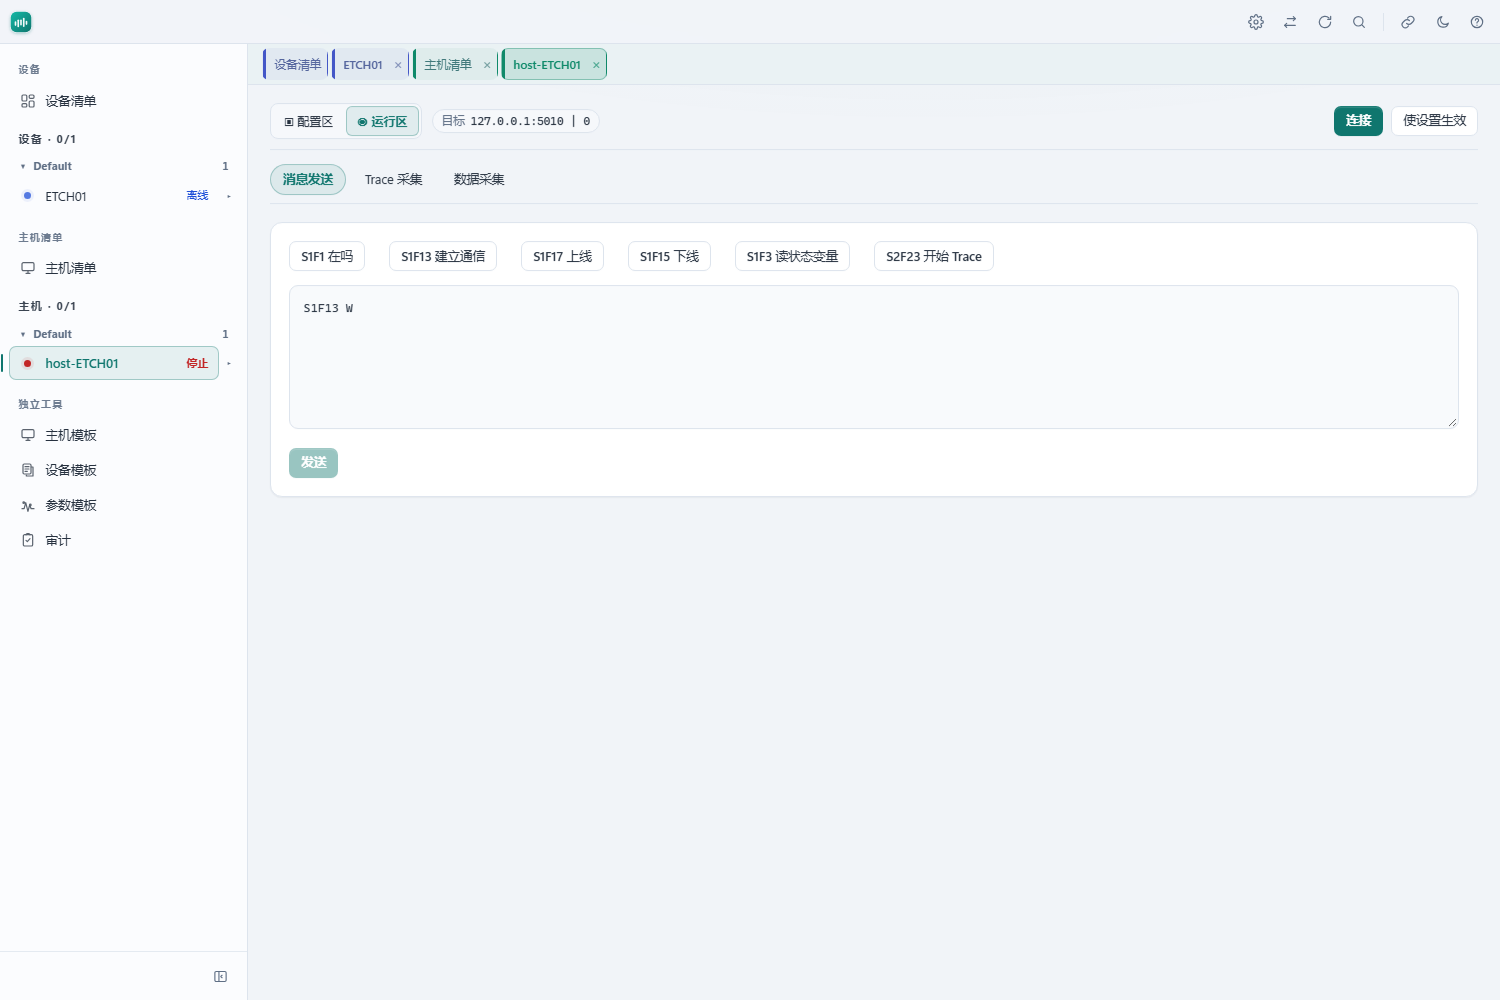 设备
设备清单
设备 · 0/1
Default 1
ETCH01 离线
主机清单
主机清单
主机 · 0/1
Default 1
host-ETCH01 停止
独立工具
主机模板
设备模板
参数模板
审计
设备清单 ETCH01 × 主机清单 × host-ETCH01 ×
配置区 运行区 目标 127.0.0.1:5010 | 0 连接 使设置生效
消息发送 Trace 采集 数据采集
S1F1 在吗 S1F13 建立通信 S1F17 上线 S1F15 下线 S1F3 读状态变量 S2F23 开始 Trace
S1F13 W
发送